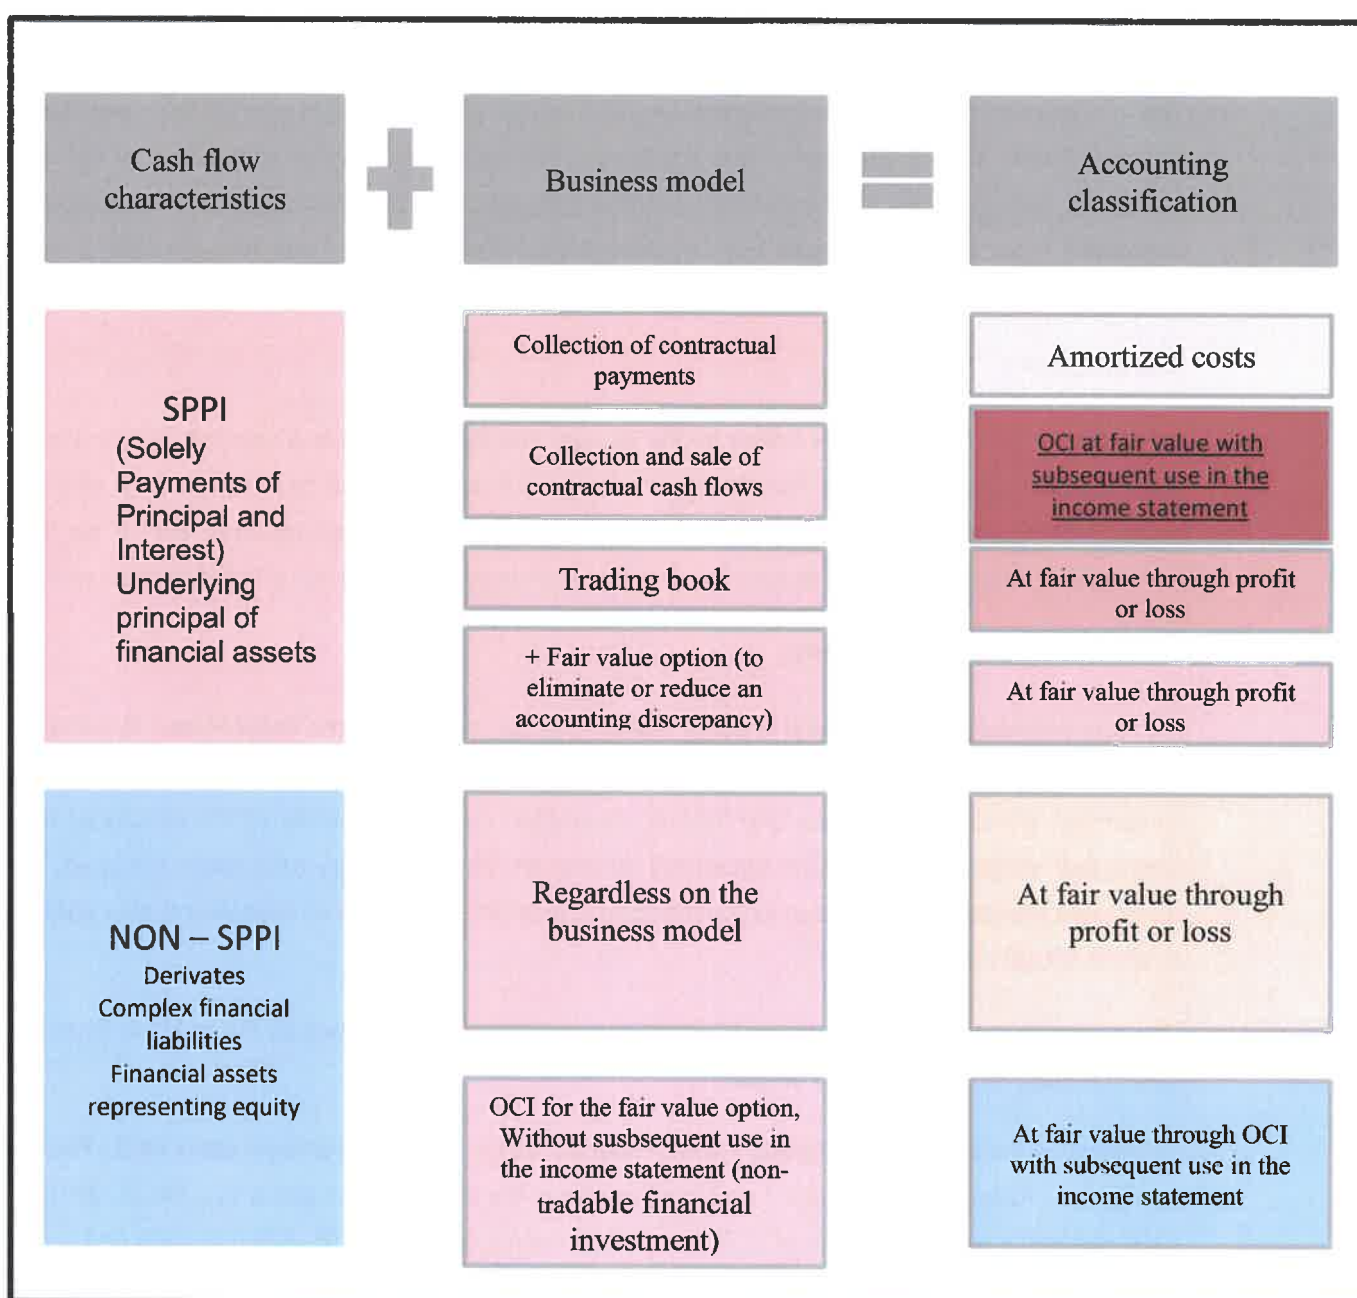 Cash flow
characteristics
Business model
Accounting
classification
SPPI
(Solely
Payments of
Principal and
Interest)
Underlying
principal of
financial assets
Collection of contractual
payments
Amortized costs
Collection and sale of
contractual cash flows
OCI at fair value with
subsequent use in the
income statement
Trading book
At fair value through profit
or loss
+ Fair value option (to
eliminate or reduce an
accounting discrepancy)
At fair value through profit
or loss
NON – SPPI
Derivates
Complex financial
liabilities
Financial assets
representing equity
Regardless on the
business model
At fair value through
profit or loss
OCI for the fair value option,
Without susbsequent use in
the income statement (non-
tradable financial
investment)
At fair value through OCI
with subsequent use in the
income statement